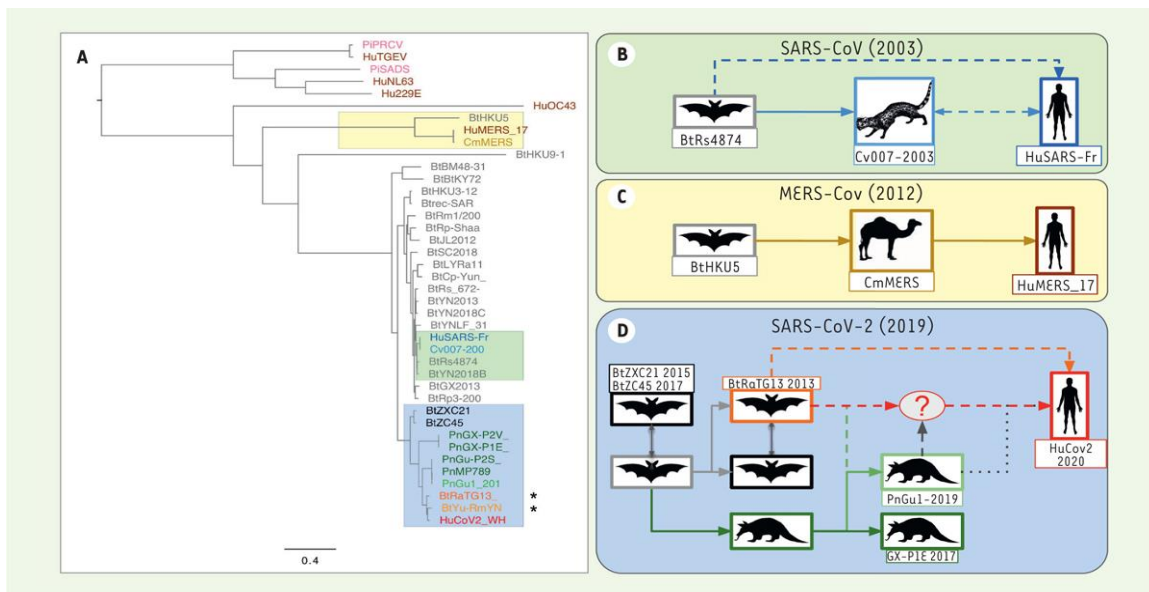 A
PiPRCV
HuTGEV
PiSADS
HuNL63
Hu229E
HuOC43
BtHKU5
HuMERS_17
CmMERS
BtHKU9-1
BtBM48-31
BtBtKY72
BtHKU3-12
Btrec-SAR
BtRm1/200
BtRp-Shaa
BtJL2012
BtSC2018
BtLYRa11
BtCp-Yun_
BtRs_672-
BtYN2013
BtYN2018C
BtYNLF_31
HuSARS-Fr
Cv007-200
BtRs4874
BtYN2018B
BtGX2013
BtRp3-200
BtZXC21
BtZC45
PnGX-P2V_
PnGX-P1E_
PnGu-P2S_
PnMP789
PnGu1_201
BtRaTG13_ *
BtYu-RmYN *
HuCoV2_WH
0.4
B
SARS-CoV (2003)
BtRs4874
Cv007-2003
HuSARS-Fr
C
MERS-Cov (2012)
BtHKU5
CmMERS
HuMERS_17
D
SARS-CoV-2 (2019)
BtZXC21 2015
BtZC45 2017
BtRaTG13 2013
?
HuCov2
2020
PnGu1-2019
GX-P1E 2017